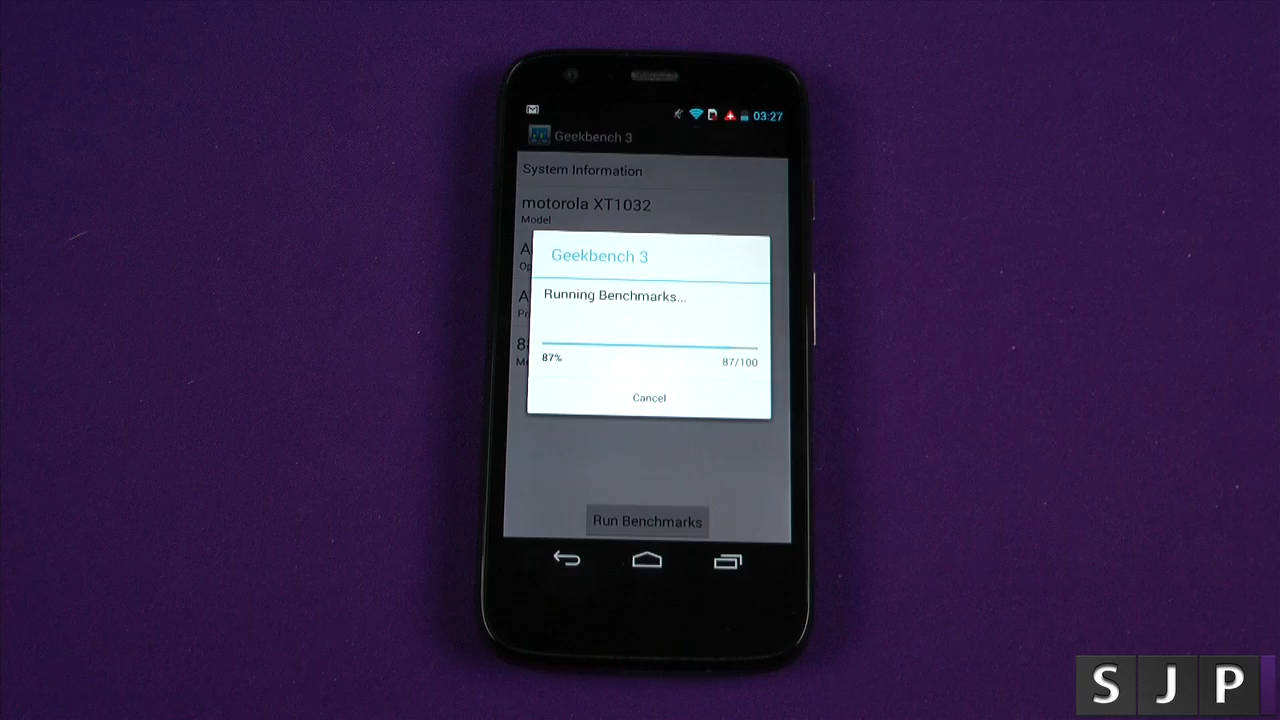 03:27
Geekbench 3
System Information
motorola XT1032
Model
Geekbench 3
Running Benchmarks...
87%
87/100
Cancel
Run Benchmarks
SJP